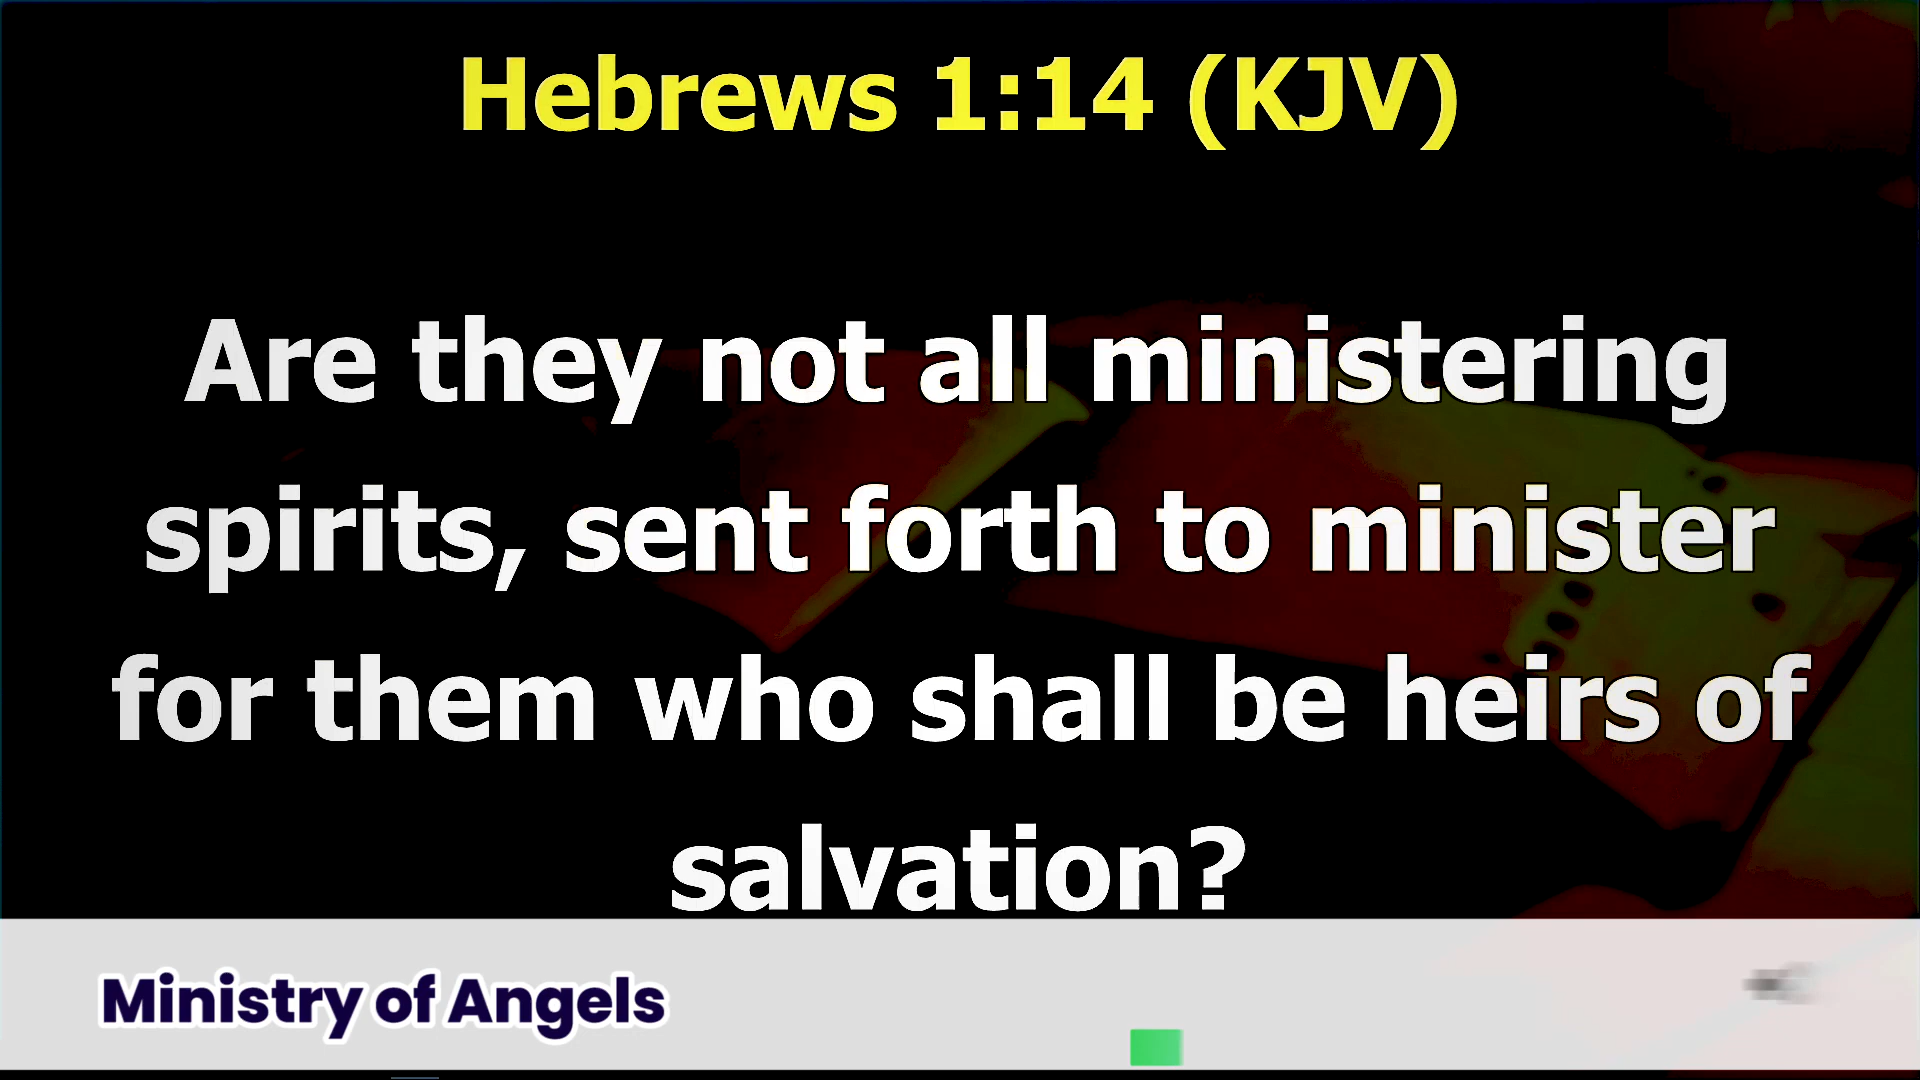 Hebrews 1:14 (KJV)
Are they not all ministering
spirits, sent forth to minister
for them who shall be heirs of
salvation?
Ministry of Angels